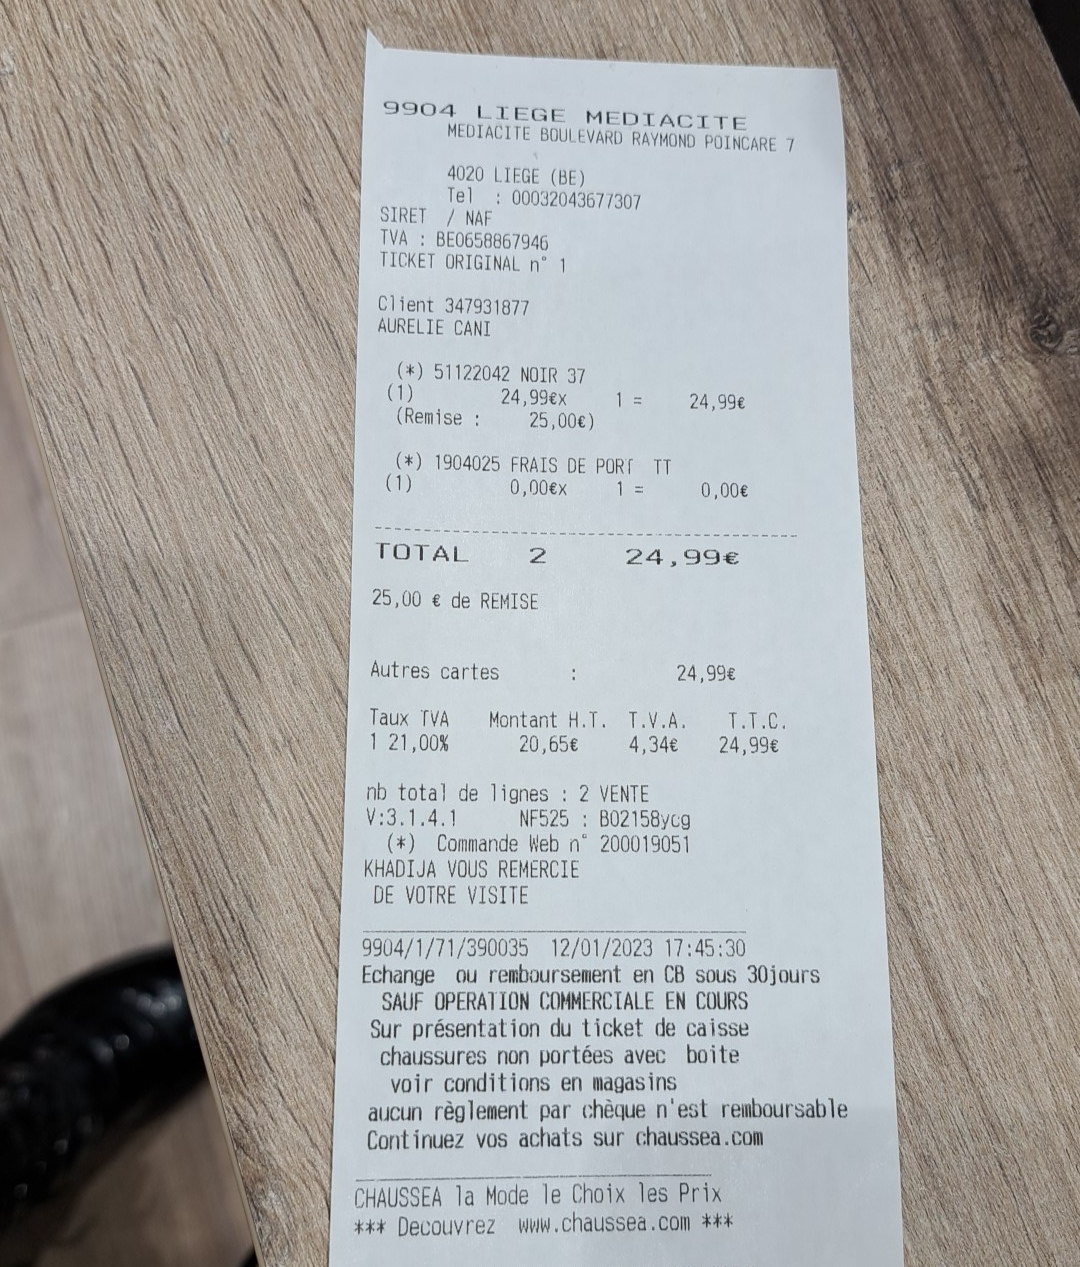 9904 LIEGE MEDIACITE
MEDIACITE BOULEVARD RAYMOND POINCARE 7
4020 LIEGE (BE)
Tel : 00032043677307
SIRET / NAF
TVA : BE0658867946
TICKET ORIGINAL n° 1
Client 347931877
AURELIE CANI
(*) 51122042 NOIR 37
(1) 24,99€x 1 = 24,99€
(Remise : 25,00€)
(*) 1904025 FRAIS DE PORT TT
(1) 0,00€x 1 = 0,00€
TOTAL 2 24,99€
25,00 € de REMISE
Autres cartes : 24,99€
Taux TVA Montant H.T. T.V.A. T.T.C.
1 21,00% 20,65€ 4,34€ 24,99€
nb total de lignes : 2 VENTE
V:3.1.4.1 NF525 : B02158ycg
(*) Commande Web n° 200019051
KHADIJA VOUS REMERCIE
DE VOTRE VISITE
9904/1/71/390035 12/01/2023 17:45:30
Echange ou remboursement en CB sous 30jours
SAUF OPERATION COMMERCIALE EN COURS
Sur présentation du ticket de caisse
chaussures non portées avec boite
voir conditions en magasins
aucun règlement par chèque n'est remboursable
Continuez vos achats sur chaussea.com
CHAUSSEA la Mode le Choix les Prix
*** Decouvrez www.chaussea.com ***